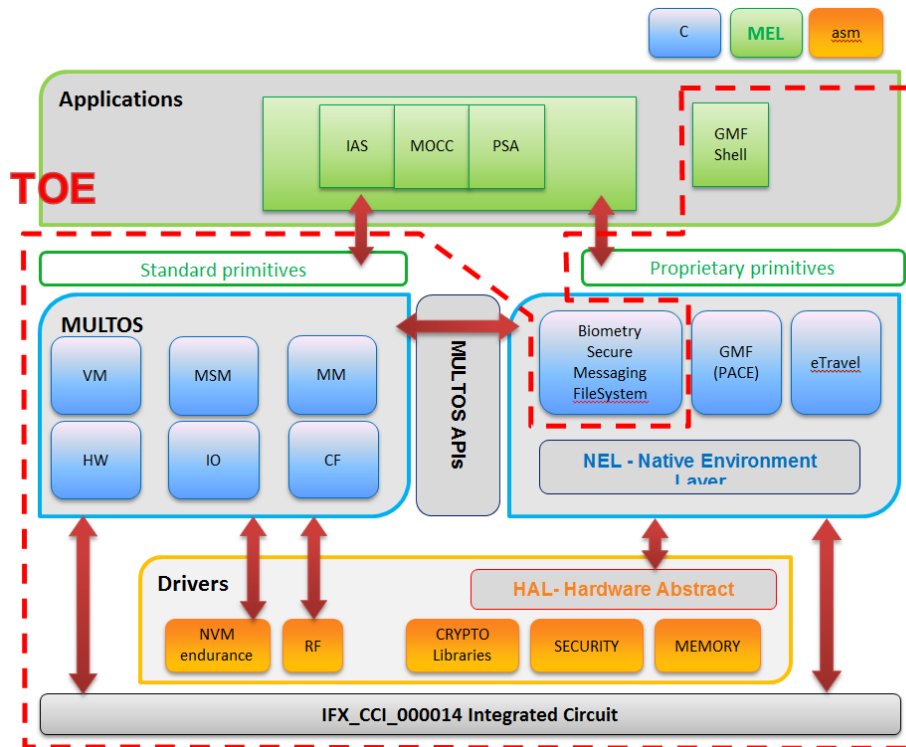 C
MEL
asm
Applications
IAS
MOCC
PSA
GMF
Shell
TOE
Standard primitives
Proprietary primitives
MULTOS
VM
MSM
MM
HW
IO
CF
MULTOS APIs
Biometry
Secure
Messaging
FileSystem
GMF
(PACE)
eTravel
NEL - Native Environment
Layer
Drivers
HAL- Hardware Abstract
NVM
endurance
RF
CRYPTO
Libraries
SECURITY
MEMORY
IFX_CCI_000014 Integrated Circuit